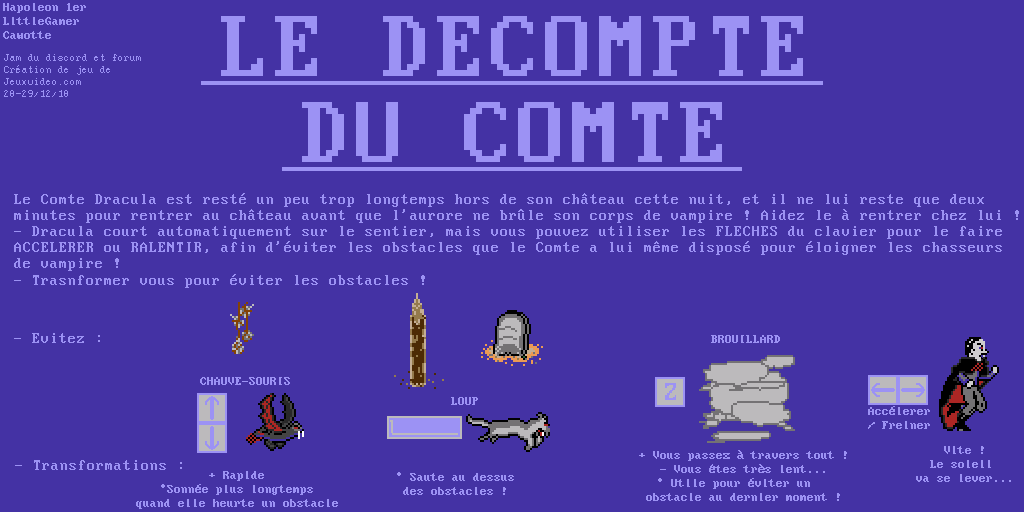 Napoleon 1er
LittleGamer
Cawotte
Jam du discord et forum
Création de jeu de
Jeuxvideo.com
20-29/12/18
LE DECOMPTE
DU COMTE
Le Comte Dracula est resté un peu trop longtemps hors de son château cette nuit, et il ne lui reste que deux
minutes pour rentrer au château avant que l'aurore ne brûle son corps de vampire ! Aidez le à rentrer chez lui !
- Dracula court automatiquement sur le sentier, mais vous pouvez utiliser les FLECHES du clavier pour le faire
ACCELERER ou RALEMTIR, afin d'éviter les obstacles que le Comte a lui même disposé pour éloigner les chasseurs
de vampire !
- Trasnformer vous pour éviter les obstacles !
- Evitez :
BROUILLARD
CHAUVE-SOURIS
LOUP
Z
Accélerer
/ Freiner
- Transformations :
+ Rapide
*Sonnée plus longtemps
quand elle heurte un obstacle
* Saute au dessus
des obstacles !
+ Vous passez à travers tout !
- Vous êtes très lent...
* Utile pour éviter un
obstacle au dernier moment !
Vite !
Le soleil
va se lever...